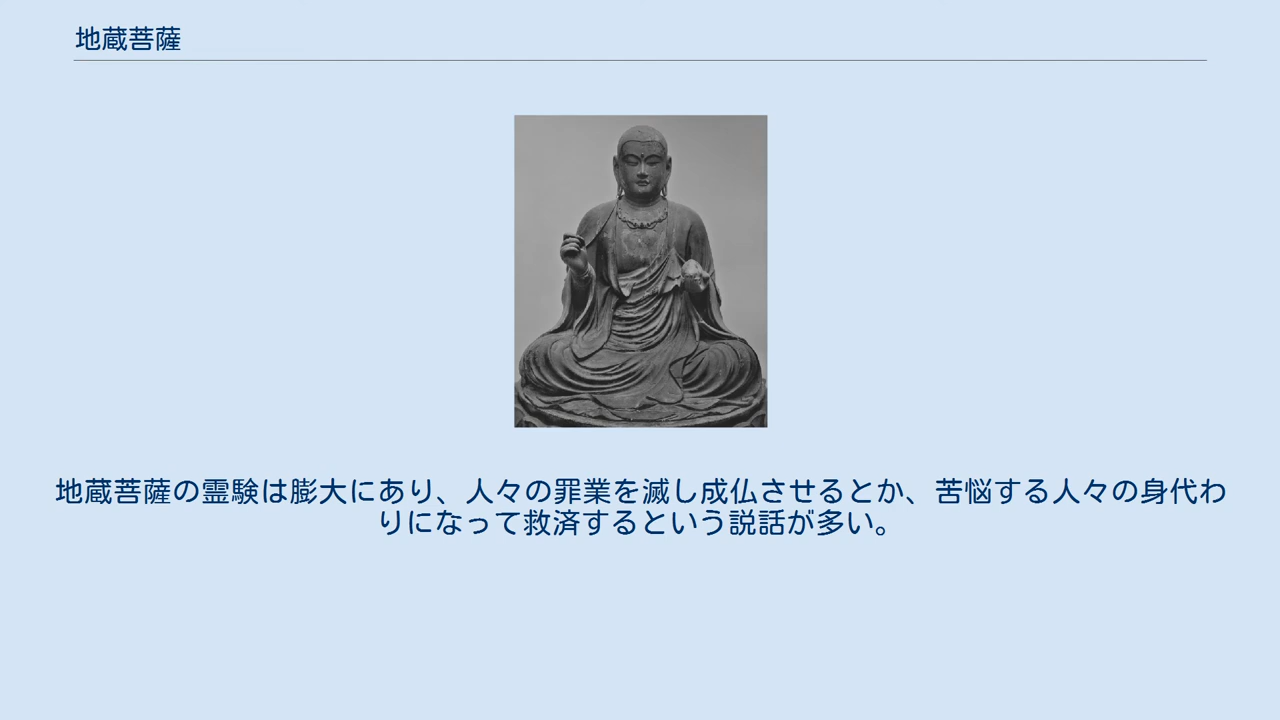 地蔵菩薩
地蔵菩薩の霊験は膨大にあり、人々の罪業を滅し成仏させるとか、苦悩する人々の身代わ
りになって救済するという説話が多い。